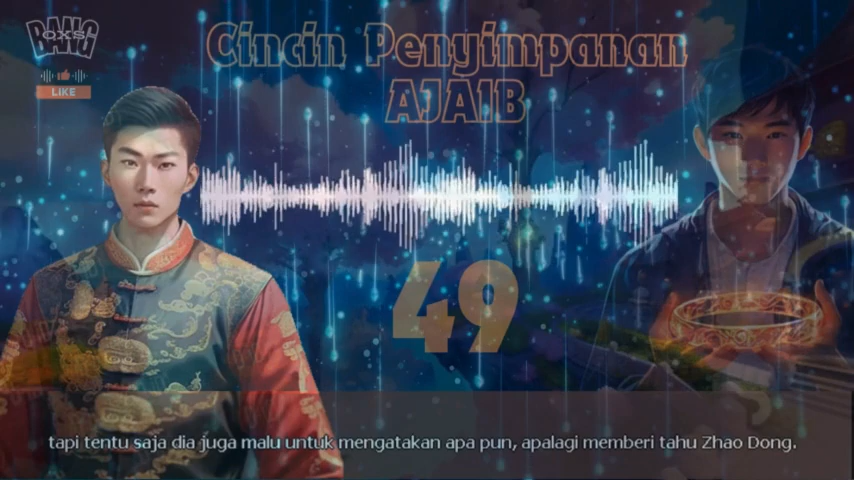 BANG
OXS
LIKE
Cincin Penyimpanan
AJAIB
49
tapi tentu saja dia juga malu untuk mengatakan apa pun, apalagi memberi tahu Zhao Dong.